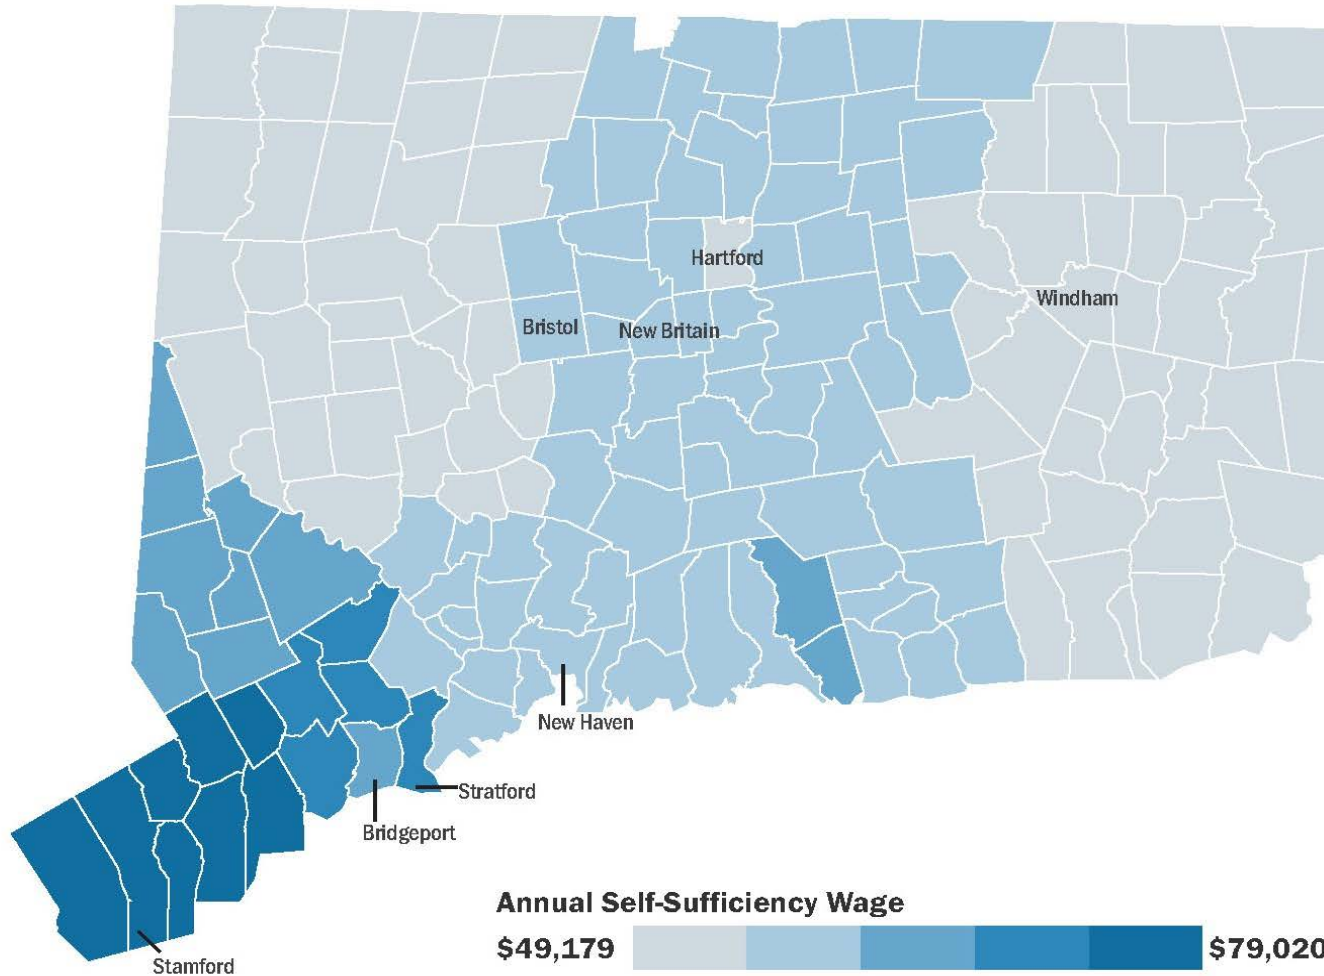 Hartford
Windham
Bristol
New Britain
New Haven
Stratford
Bridgeport
Stamford
Annual Self-Sufficiency Wage
$49,179
$79,020